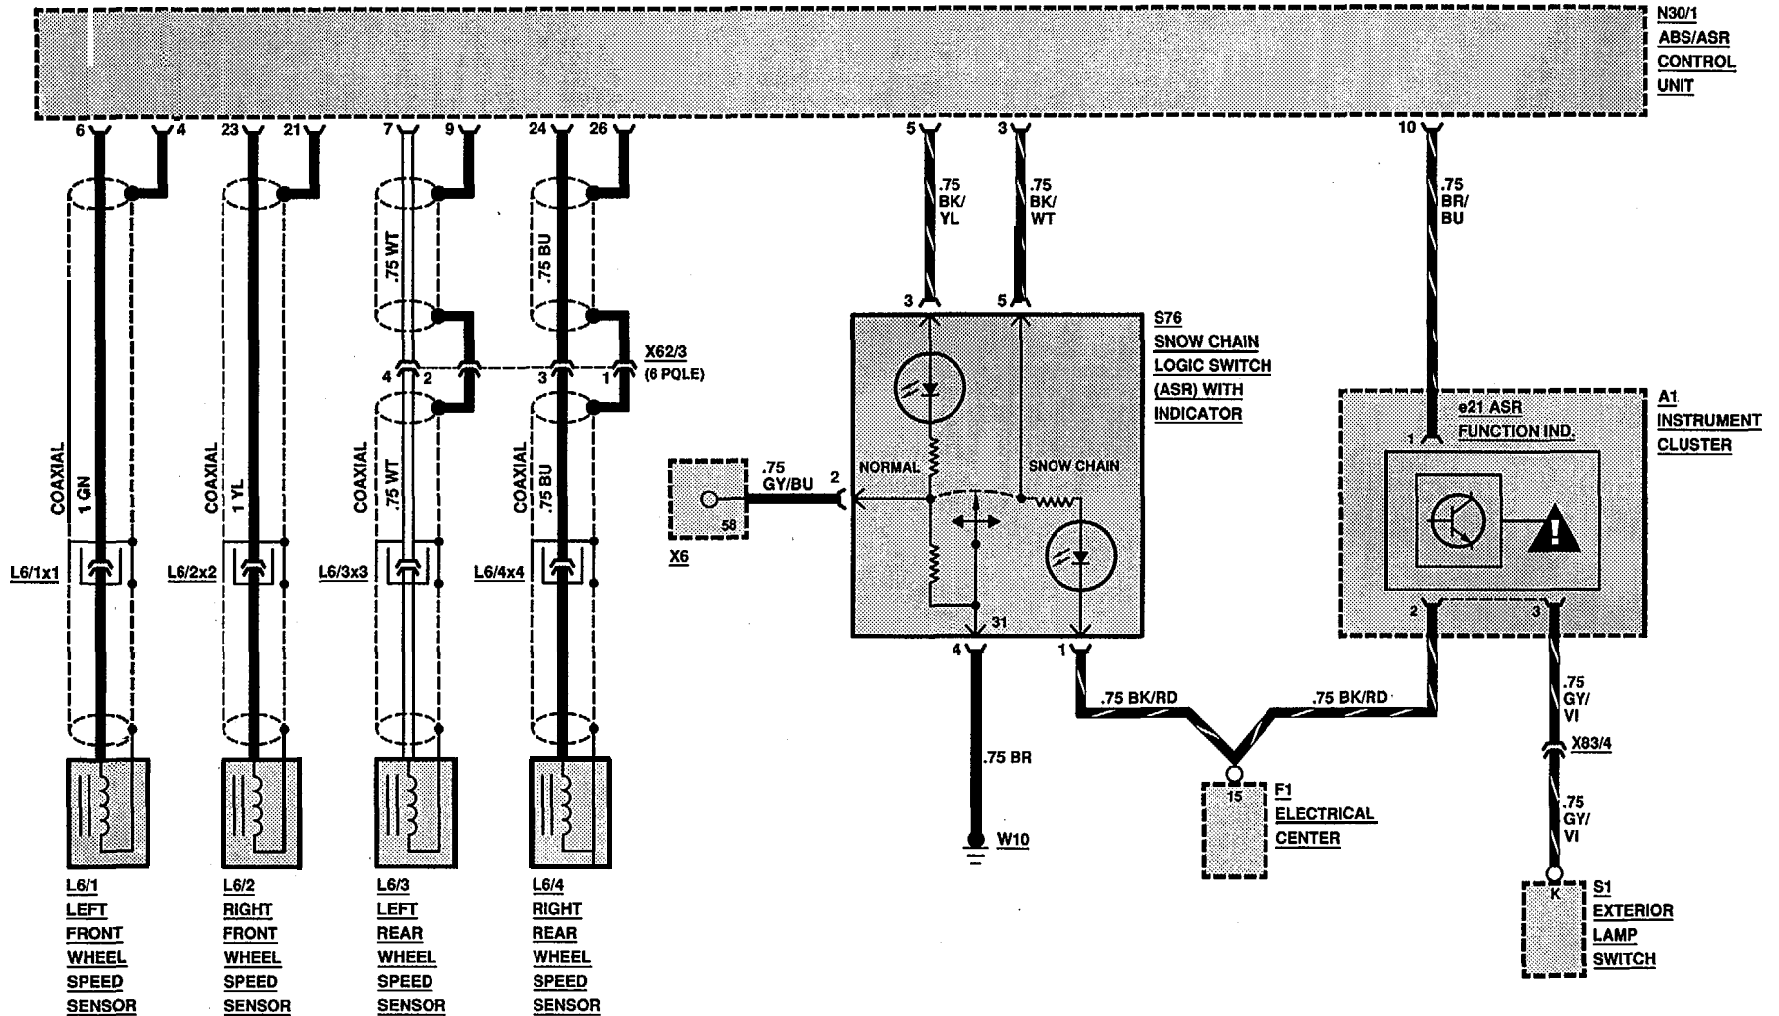 N30/1
ABS/ASR
CONTROL
UNIT
6
4
23
21
7
9
24
26
5
3
10
.75
BK/
YL
.75
BK/
WT
.75
BR/
BU
.75 WT
.75 BU
3
5
S76
SNOW CHAIN
LOGIC SWITCH
(ASR) WITH
INDICATOR
X62/3
(6 POLE)
4
2
3
1
A1
INSTRUMENT
CLUSTER
e21 ASR
FUNCTION IND.
1
COAXIAL
1 GN
COAXIAL
1 YL
COAXIAL
.75 WT
COAXIAL
.75 BU
.75
GY/BU
2
NORMAL
SNOW CHAIN
58
X6
!
L6/1x1
L6/2x2
L6/3x3
L6/4x4
2
3
31
4
1
.75 BK/RD
.75 BK/RD
.75
GY/
VI
X83/4
.75 BR
15
F1
ELECTRICAL
CENTER
.75
GY/
VI
W10
K
S1
EXTERIOR
LAMP
SWITCH
L6/1
LEFT
FRONT
WHEEL
SPEED
SENSOR
L6/2
RIGHT
FRONT
WHEEL
SPEED
SENSOR
L6/3
LEFT
REAR
WHEEL
SPEED
SENSOR
L6/4
RIGHT
REAR
WHEEL
SPEED
SENSOR